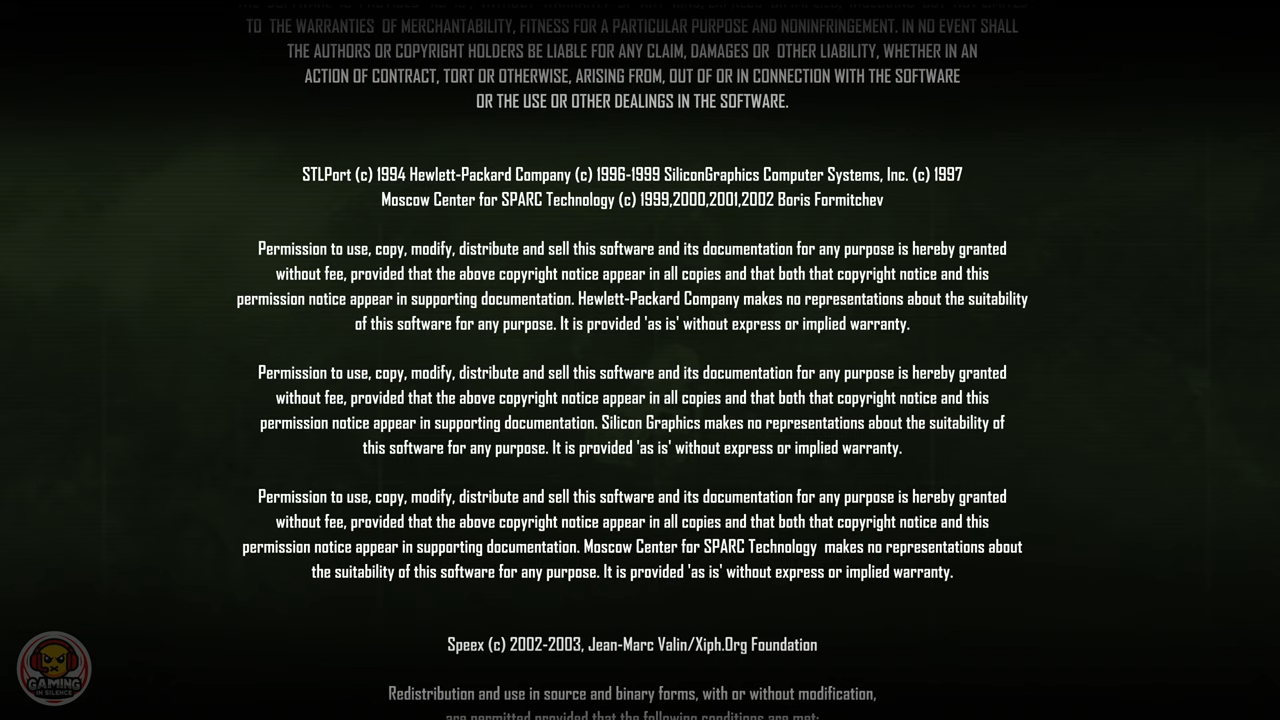 TO THE WARRANTIES OF MERCHANTABILITY, FITNESS FOR A PARTICULAR PURPOSE AND NONINFRINGEMENT. IN NO EVENT SHALL
THE AUTHORS OR COPYRIGHT HOLDERS BE LIABLE FOR ANY CLAIM, DAMAGES OR OTHER LIABILITY, WHETHER IN AN
ACTION OF CONTRACT, TORT OR OTHERWISE, ARISING FROM, OUT OF OR IN CONNECTION WITH THE SOFTWARE
OR THE USE OR OTHER DEALINGS IN THE SOFTWARE.
STLPort (c) 1994 Hewlett-Packard Company (c) 1996-1999 SiliconGraphics Computer Systems, Inc. (c) 1997
Moscow Center for SPARC Technology (c) 1999,2000,2001,2002 Boris Formitchev
Permission to use, copy, modify, distribute and sell this software and its documentation for any purpose is hereby granted
without fee, provided that the above copyright notice appear in all copies and that both that copyright notice and this
permission notice appear in supporting documentation. Hewlett-Packard Company makes no representations about the suitability
of this software for any purpose. It is provided 'as is' without express or implied warranty.
Permission to use, copy, modify, distribute and sell this software and its documentation for any purpose is hereby granted
without fee, provided that the above copyright notice appear in all copies and that both that copyright notice and this
permission notice appear in supporting documentation. Silicon Graphics makes no representations about the suitability of
this software for any purpose. It is provided 'as is' without express or implied warranty.
Permission to use, copy, modify, distribute and sell this software and its documentation for any purpose is hereby granted
without fee, provided that the above copyright notice appear in all copies and that both that copyright notice and this
permission notice appear in supporting documentation. Moscow Center for SPARC Technology makes no representations about
the suitability of this software for any purpose. It is provided 'as is' without express or implied warranty.
Speex (c) 2002-2003, Jean-Marc Valin/Xiph.Org Foundation
Redistribution and use in source and binary forms, with or without modification,
are permitted provided that the following conditions are met:
GAMING
IN SILENCE